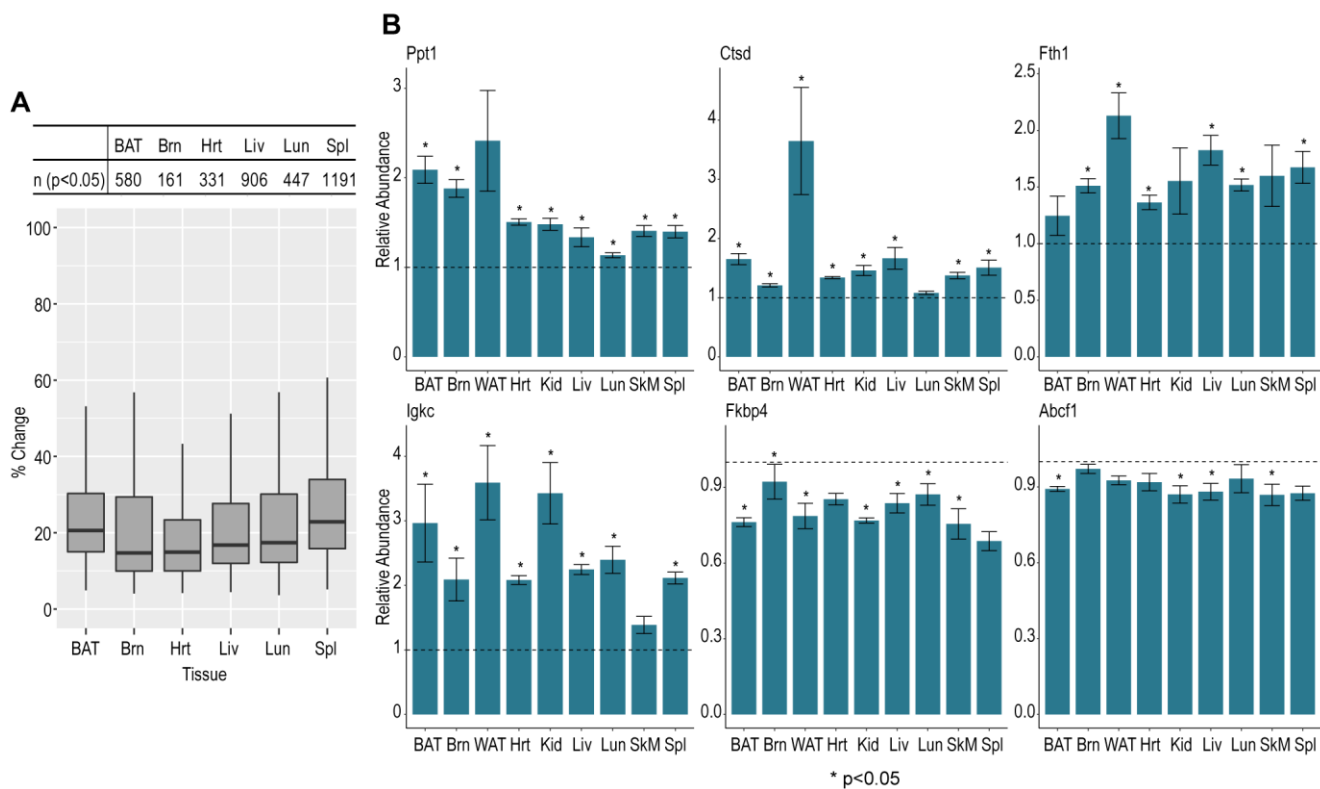 A
BAT Brn Hrt Liv Lun Spl
n (p<0.05) 580 161 331 906 447 1191
% Change
100
80
60
40
30
20
10
0
BAT Brn Hrt Liv Lun Spl
Tissue
B
Ppt1
Relative Abundance
3
2
1
0
* * * * * * * *
BAT Brn WAT Hrt Kid Liv Lun SkM Spl
Ctsd
4
3
2
1
0
* * * * * * * *
BAT Brn WAT Hrt Kid Liv Lun SkM Spl
Fth1
2.5
2.0
1.5
1.0
0.5
0.0
* * * * * *
BAT Brn WAT Hrt Kid Liv Lun SkM Spl
Igkc
Relative Abundance
4
3
2
1
0
* * * * * * * *
BAT Brn WAT Hrt Kid Liv Lun SkM Spl
Fkbp4
0.9
0.6
0.3
0.0
* * * * * * *
BAT Brn WAT Hrt Kid Liv Lun SkM Spl
Abcf1
0.9
0.6
0.3
0.0
* * * *
BAT Brn WAT Hrt Kid Liv Lun SkM Spl
* p<0.05